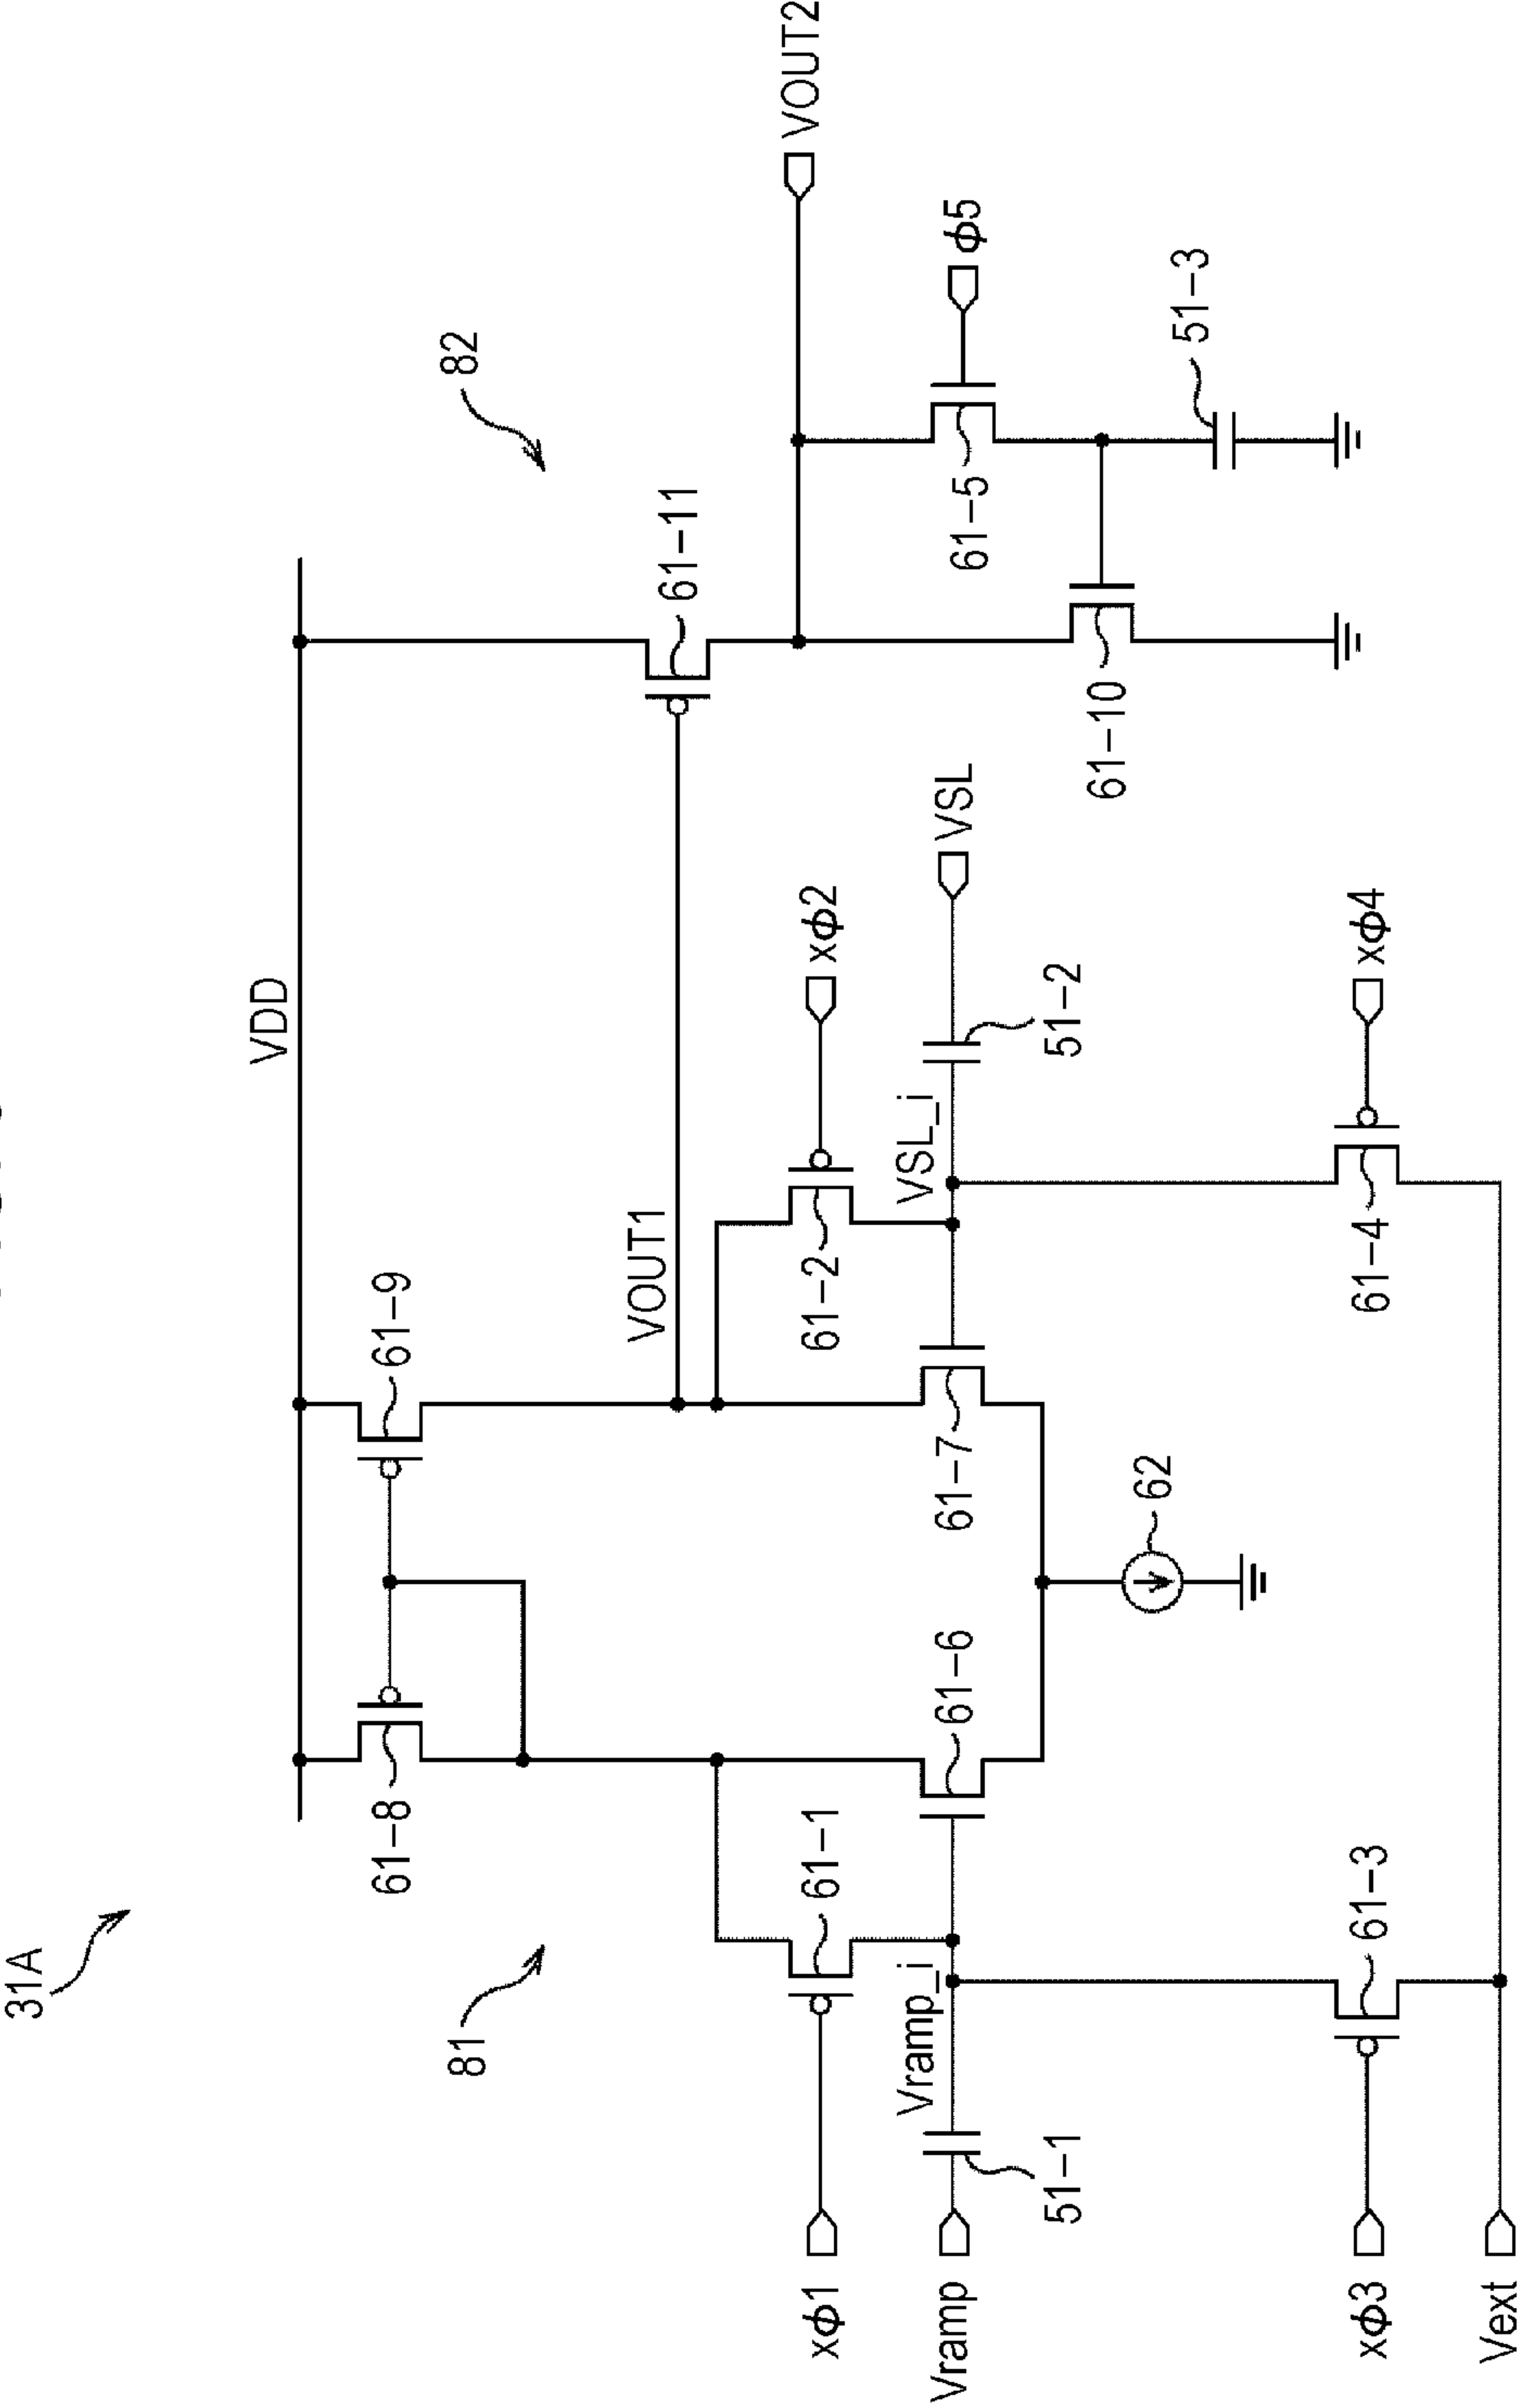 31A
VDD
81
82
61-8
61-9
61-11
VOUT1
VOUT2
61-1
61-2
xϕ1
xϕ2
61-5
ϕ5
Vramp
Vramp_i
61-6
61-7
VSL_i
VSL
51-1
51-2
62
61-10
51-3
xϕ3
61-3
61-4
xϕ4
Vext